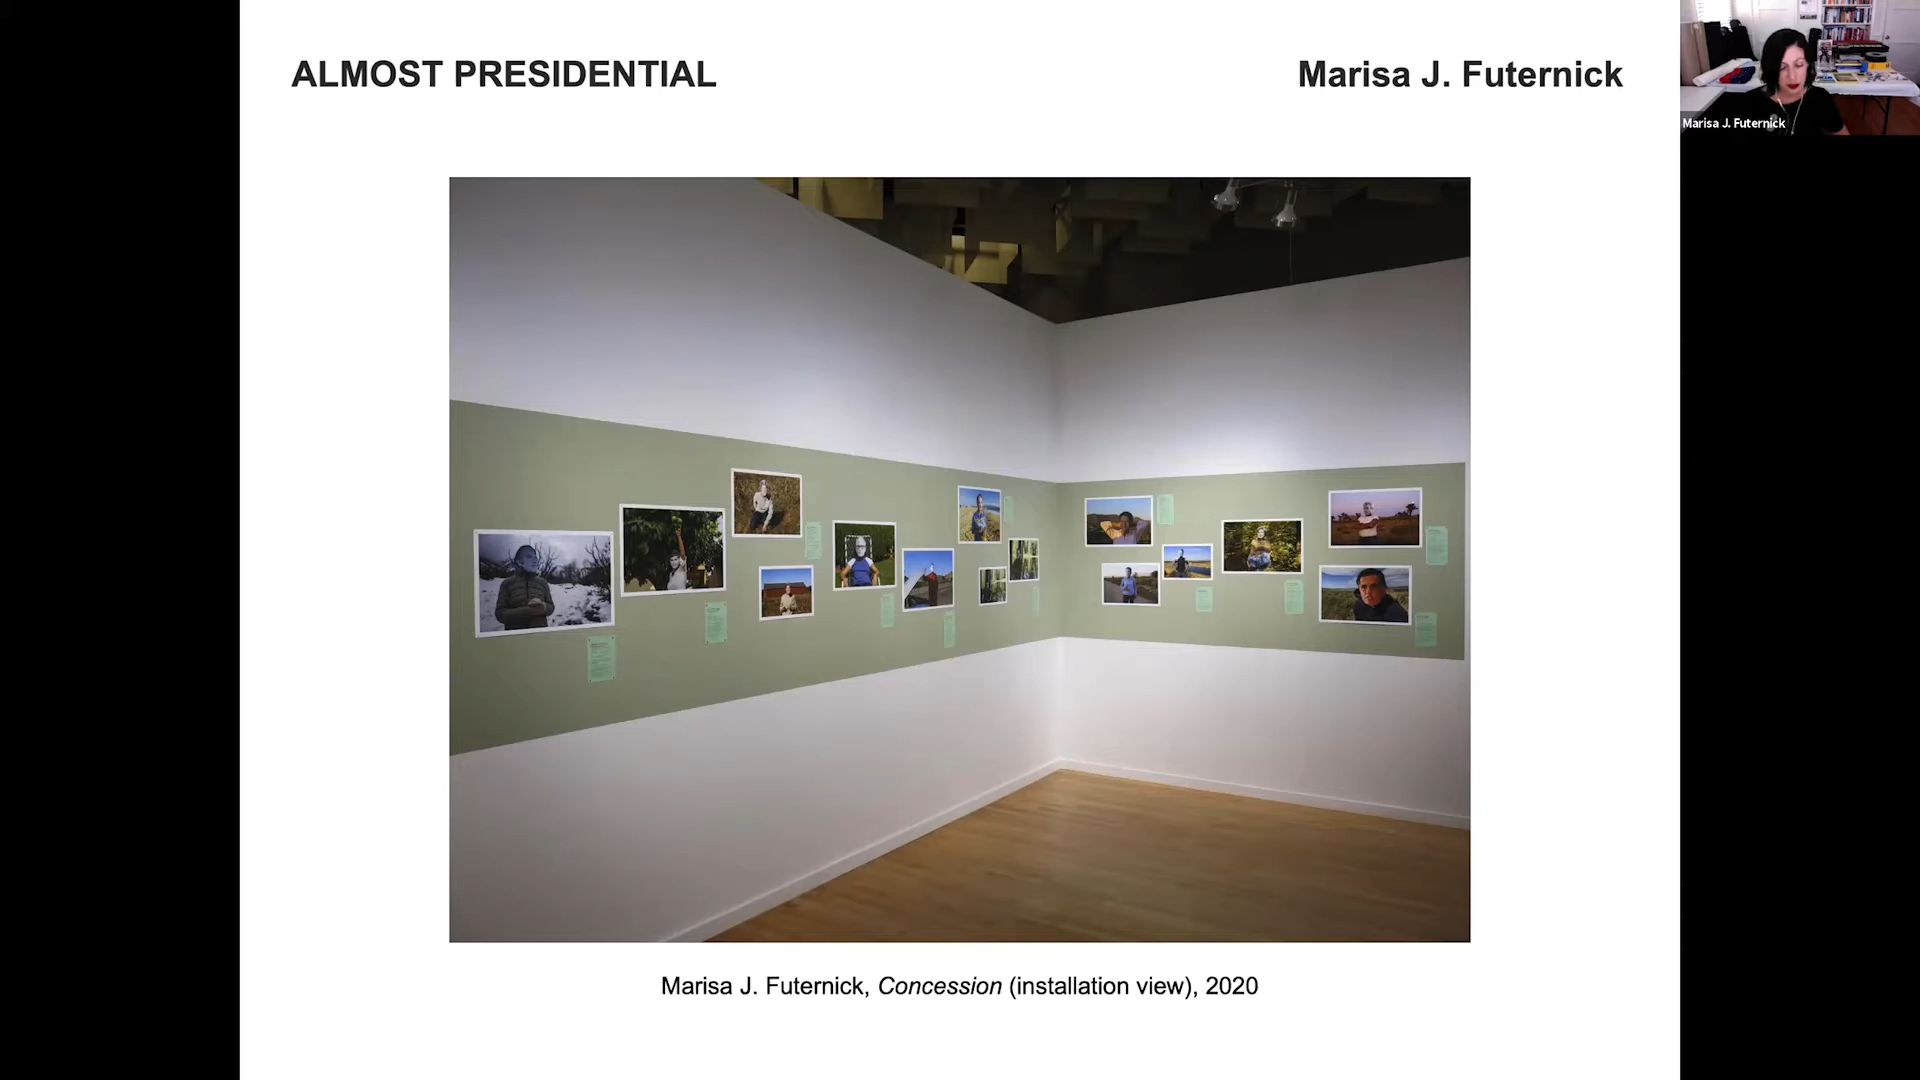 ALMOST PRESIDENTIAL
Marisa J. Futernick
Marisa J. Futernick
Marisa J. Futernick, Concession (installation view), 2020